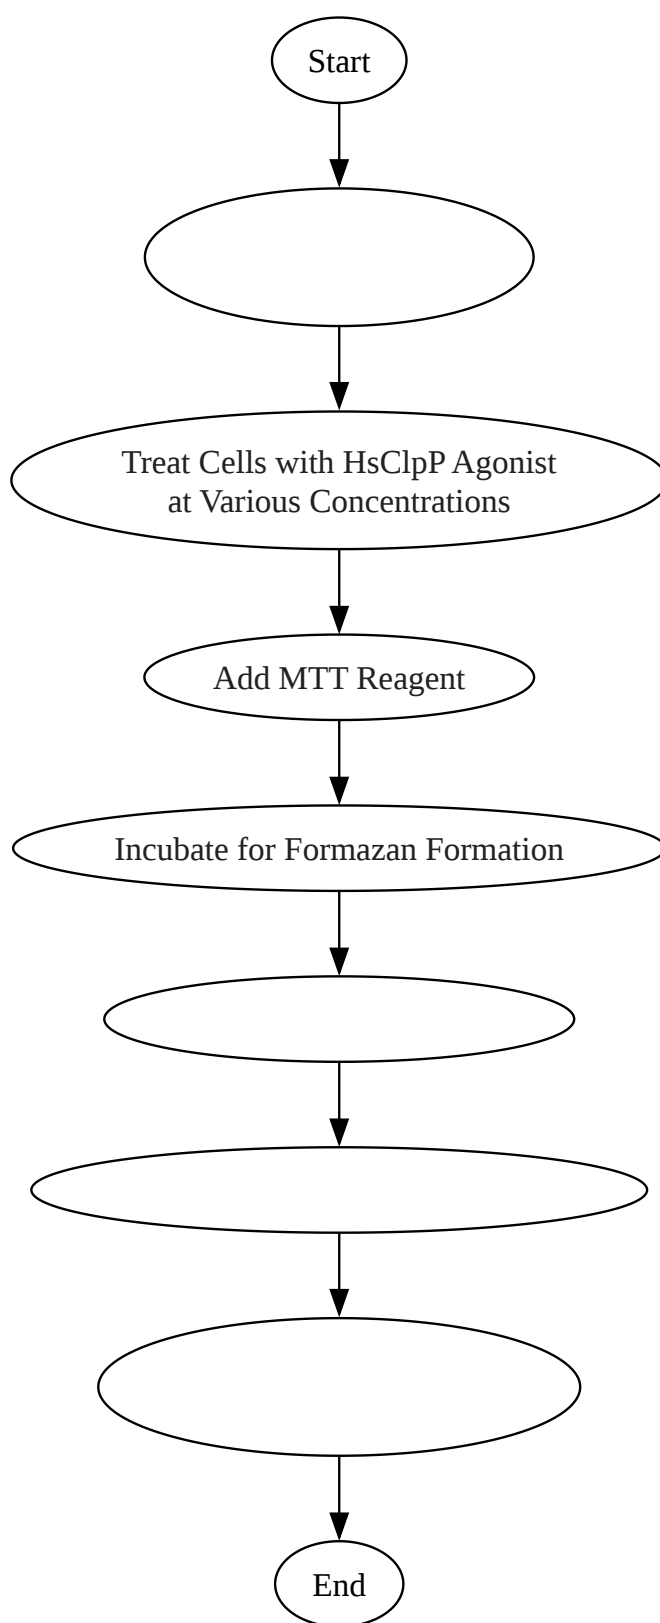 Start
Treat Cells with HsClpP Agonist
at Various Concentrations
Add MTT Reagent
Incubate for Formazan Formation
End